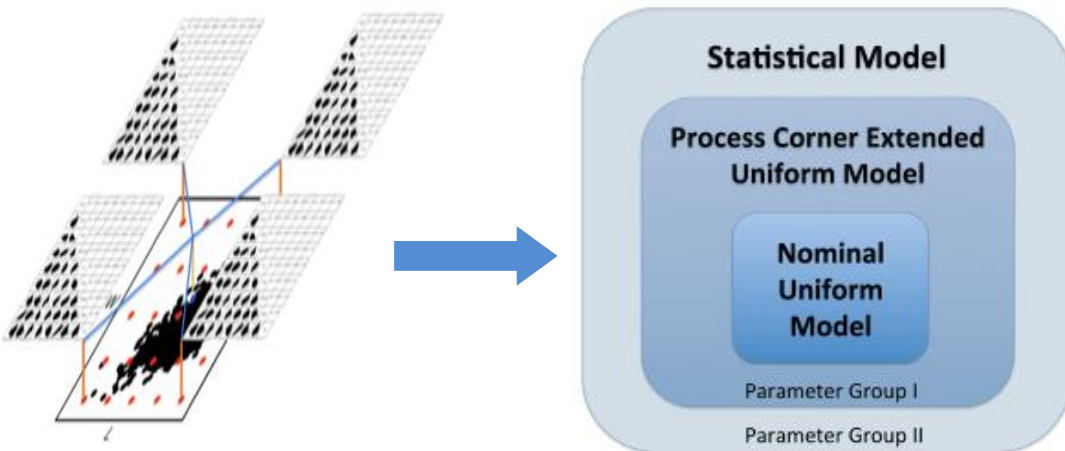 Statistical Model
Process Corner Extended
Uniform Model
Nominal
Uniform
Model
Parameter Group I
Parameter Group II
W
L